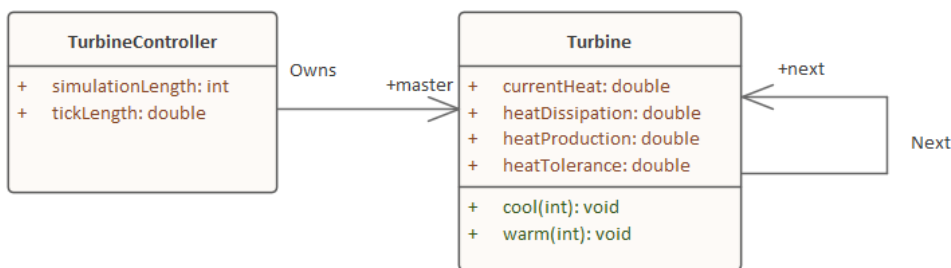 TurbineController
+ simulationLength: int
+ tickLength: double
Owns
+master
Turbine
+ currentHeat: double
+ heatDissipation: double
+ heatProduction: double
+ heatTolerance: double
+ cool(int): void
+ warm(int): void
+next
Next